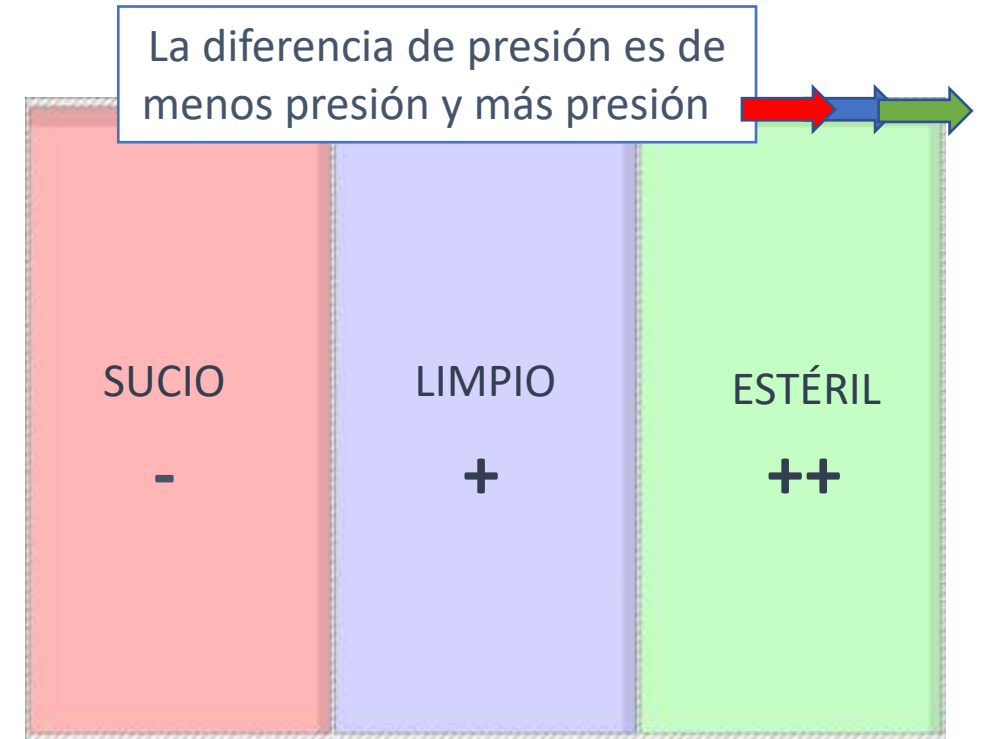 La diferencia de presión es de
menos presión y más presión
SUCIO
LIMPIO
ESTÉRIL
-
+
++